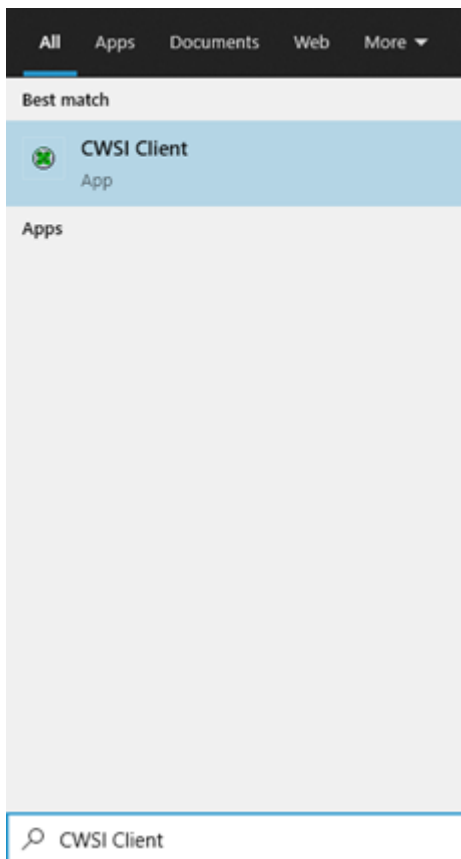 All Apps Documents Web More
Best match
CWSI Client
App
Apps
CWSI Client